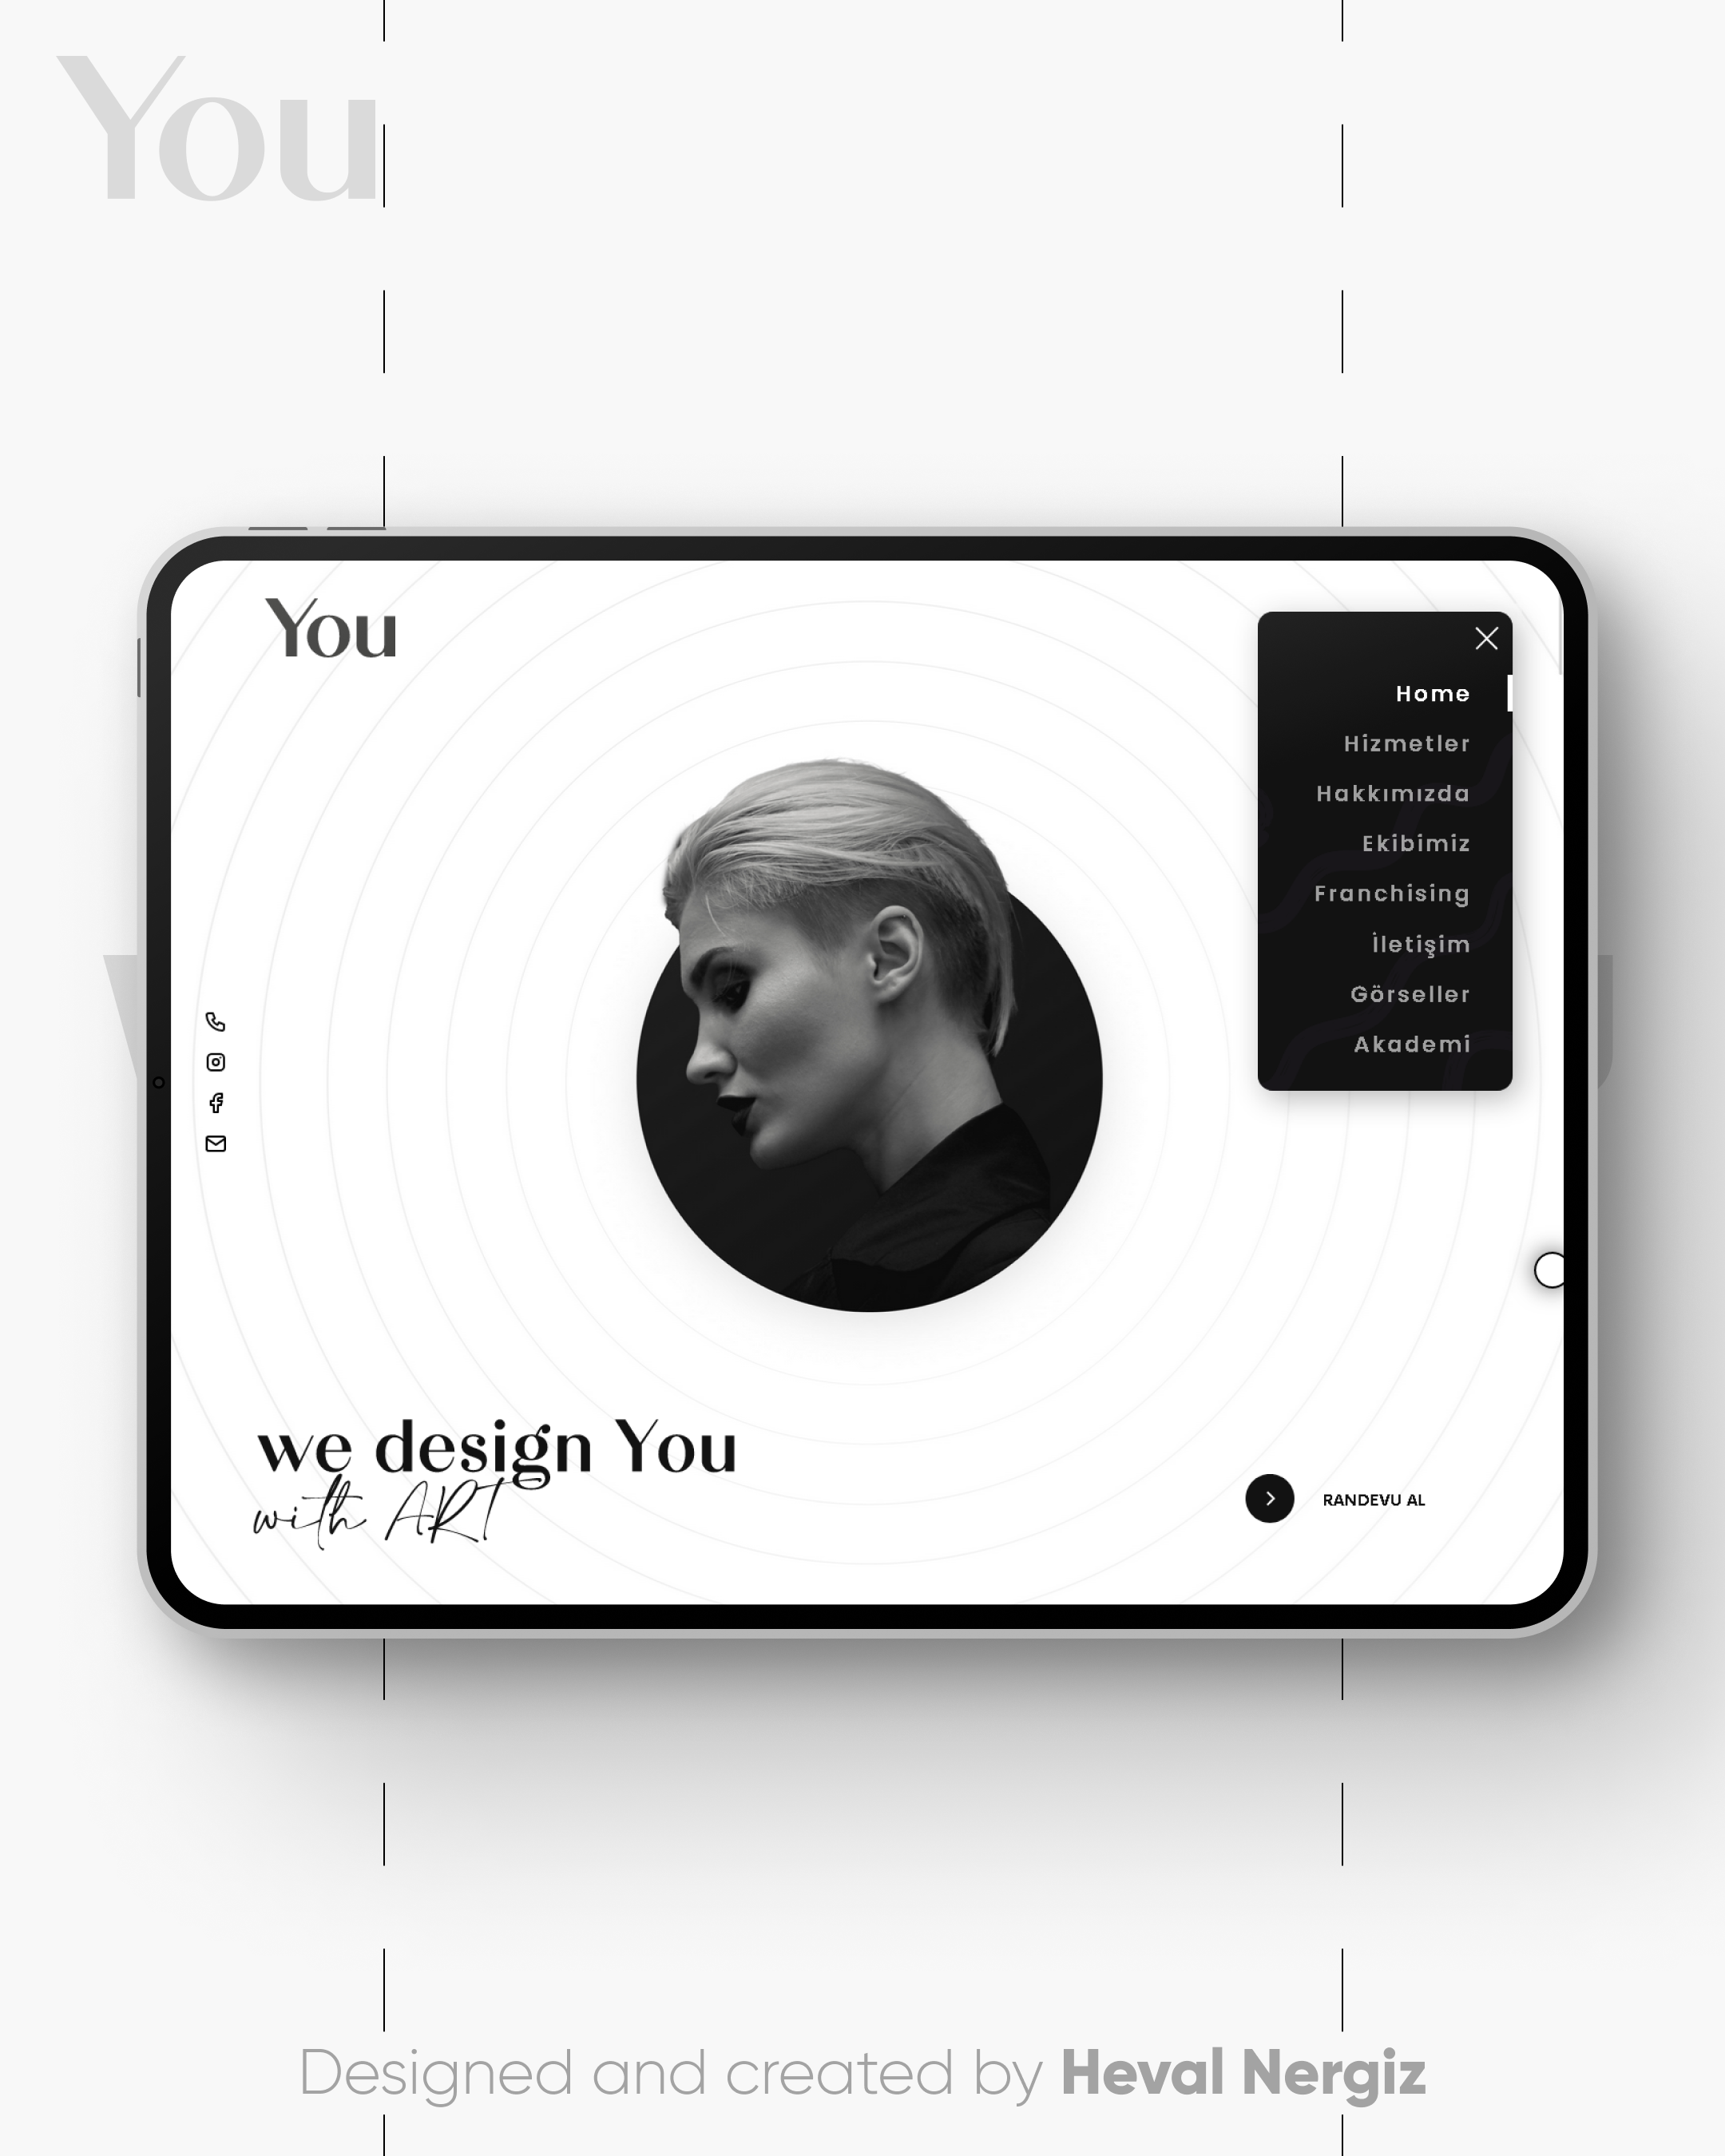 You
You
Home
Hizmetler
Hakkımızda
Ekibimiz
Franchising
İletişim
Görseller
Akademi
we design You
with ART
RANDEVU AL
Designed and created by Heval Nergiz